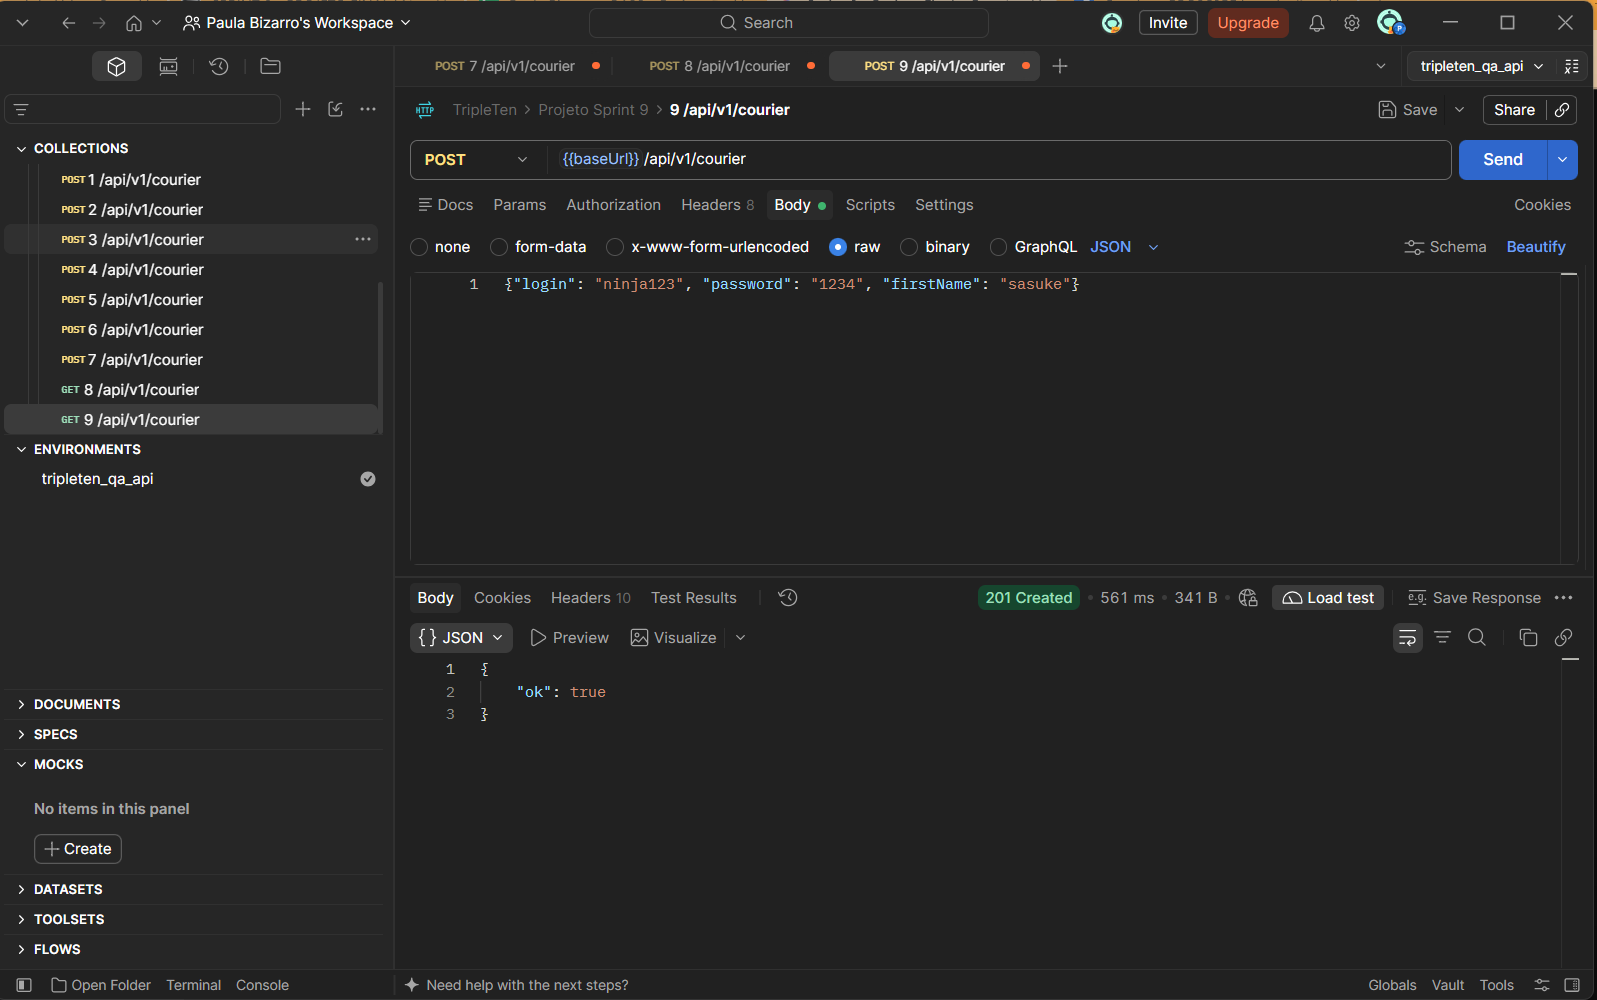 Paula Bizarro's Workspace
Search
Invite
Upgrade
POST 7 /api/v1/courier
POST 8 /api/v1/courier
POST 9 /api/v1/courier
tripleten_qa_api
TripleTen > Projeto Sprint 9 > 9 /api/v1/courier
Save
Share
COLLECTIONS
POST 1 /api/v1/courier
POST 2 /api/v1/courier
POST 3 /api/v1/courier
POST 4 /api/v1/courier
POST 5 /api/v1/courier
POST 6 /api/v1/courier
POST 7 /api/v1/courier
GET 8 /api/v1/courier
GET 9 /api/v1/courier
ENVIRONMENTS
tripleten_qa_api
DOCUMENTS
SPECS
MOCKS
No items in this panel
Create
DATASETS
TOOLSETS
FLOWS
POST {{baseUrl}} /api/v1/courier
Send
Docs Params Authorization Headers 8 Body Scripts Settings Cookies
none form-data x-www-form-urlencoded raw binary GraphQL JSON Schema Beautify
1 {"login": "ninja123", "password": "1234", "firstName": "sasuke"}
Body Cookies Headers 10 Test Results 201 Created • 561 ms • 341 B • Load test e.g. Save Response
{} JSON Preview Visualize
1 {
2 "ok": true
3 }
Open Folder Terminal Console Need help with the next steps? Globals Vault Tools